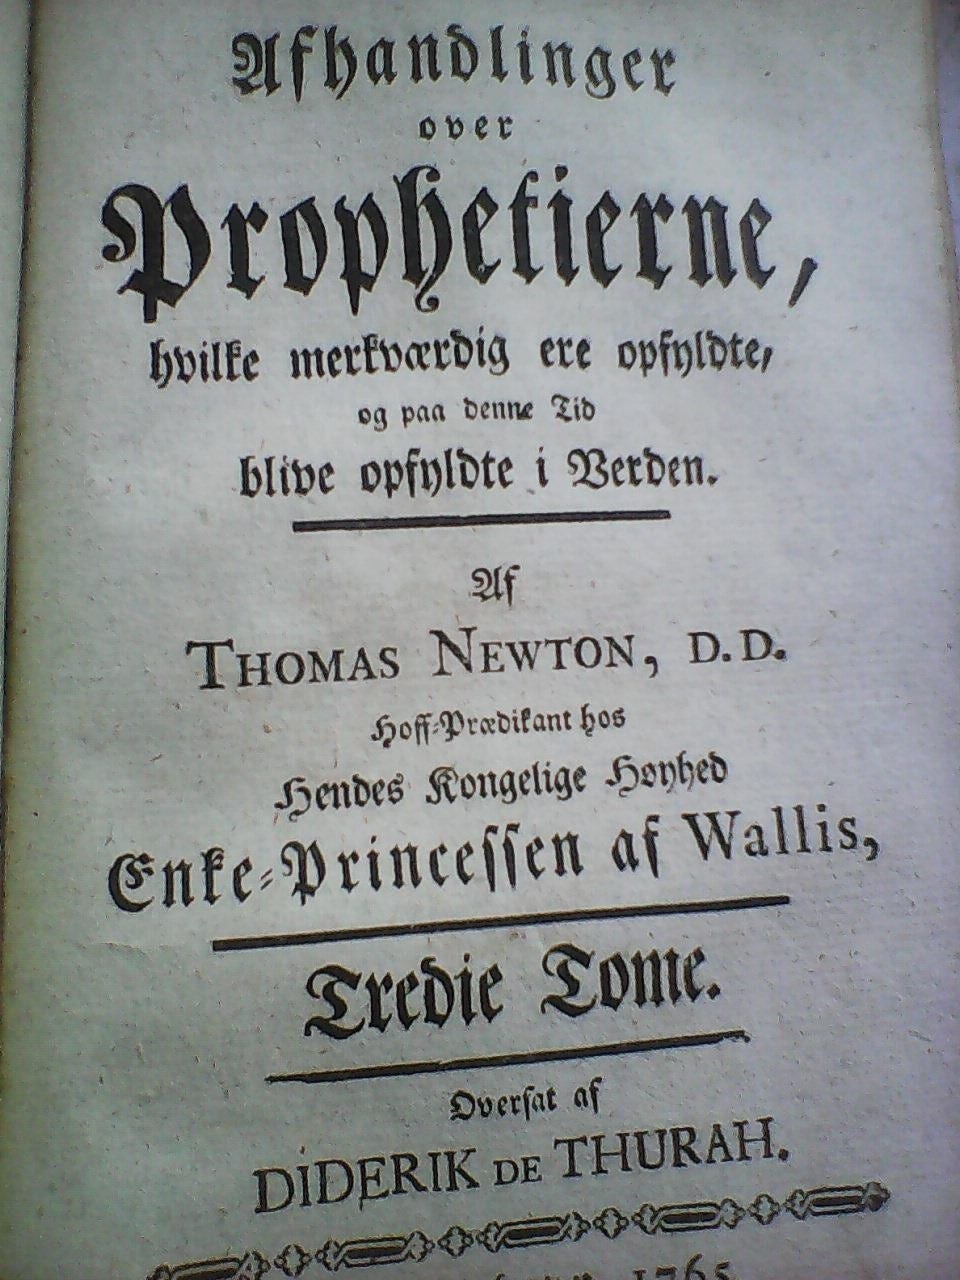 Afhandlinger
over
Prophetierne,
hvilke merkværdig ere opfyldte,
og paa denne Tid
blive opfyldte i Verden.
Af
THOMAS NEWTON, D.D.
Hoff-Prædikant hos
Hendes Kongelige Høyhed
Enke-Princessen af Wallis,
Tredie Tome.
Oversat af
DIDERIK DE THURAH.
1765